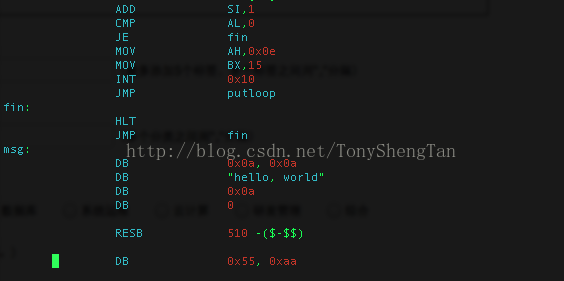 ADD SI,1
CMP AL,0
JE fin
MOV AH,0x0e
MOV BX,15
INT 0x10
JMP putloop
fin:
HLT
JMP fin
msg:
http://blog.csdn.net/TonyShengTan
DB 0x0a, 0x0a
DB "hello, world"
DB 0x0a
DB 0
RESB 510 -($-$$)
DB 0x55, 0xaa